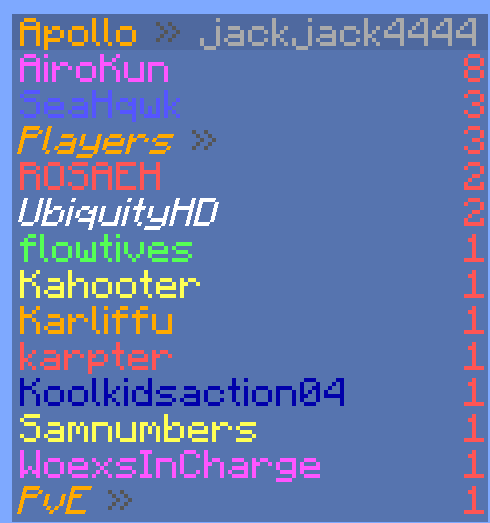 Apollo » jackjack4444
AiroKun 8
SeaHqwk 3
Players » 3
ROSAEH 2
UbiquityHD 2
flowtives 1
Kahooter 1
Karliffu 1
karpter 1
Koolkidsaction04 1
Samnumbers 1
WoexsInCharge 1
PvE » 1